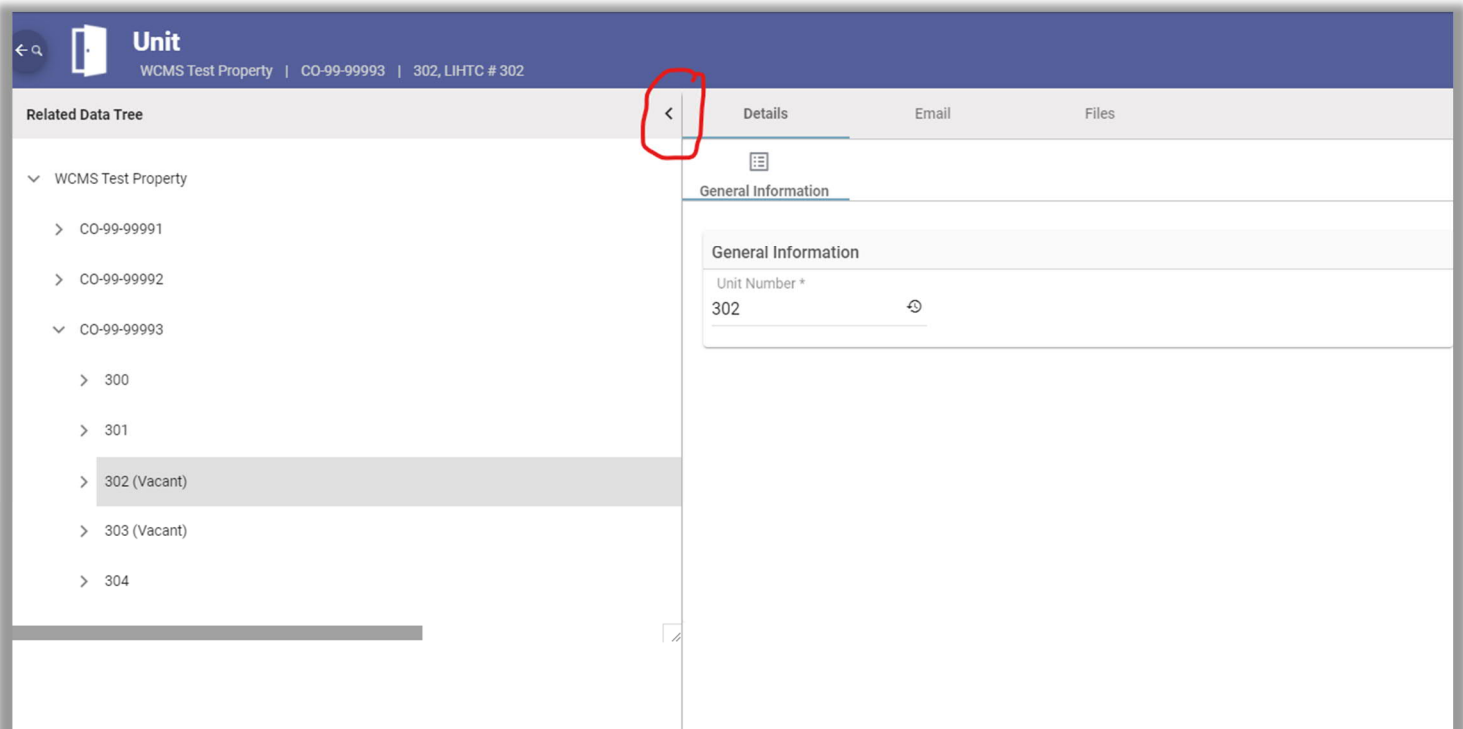 Unit
WCMS Test Property | CO-99-99993 | 302, LIHTC # 302
Related Data Tree
Details Email Files
WCMS Test Property
CO-99-99991
CO-99-99992
CO-99-99993
300
301
302 (Vacant)
303 (Vacant)
304
General Information
General Information
Unit Number *
302